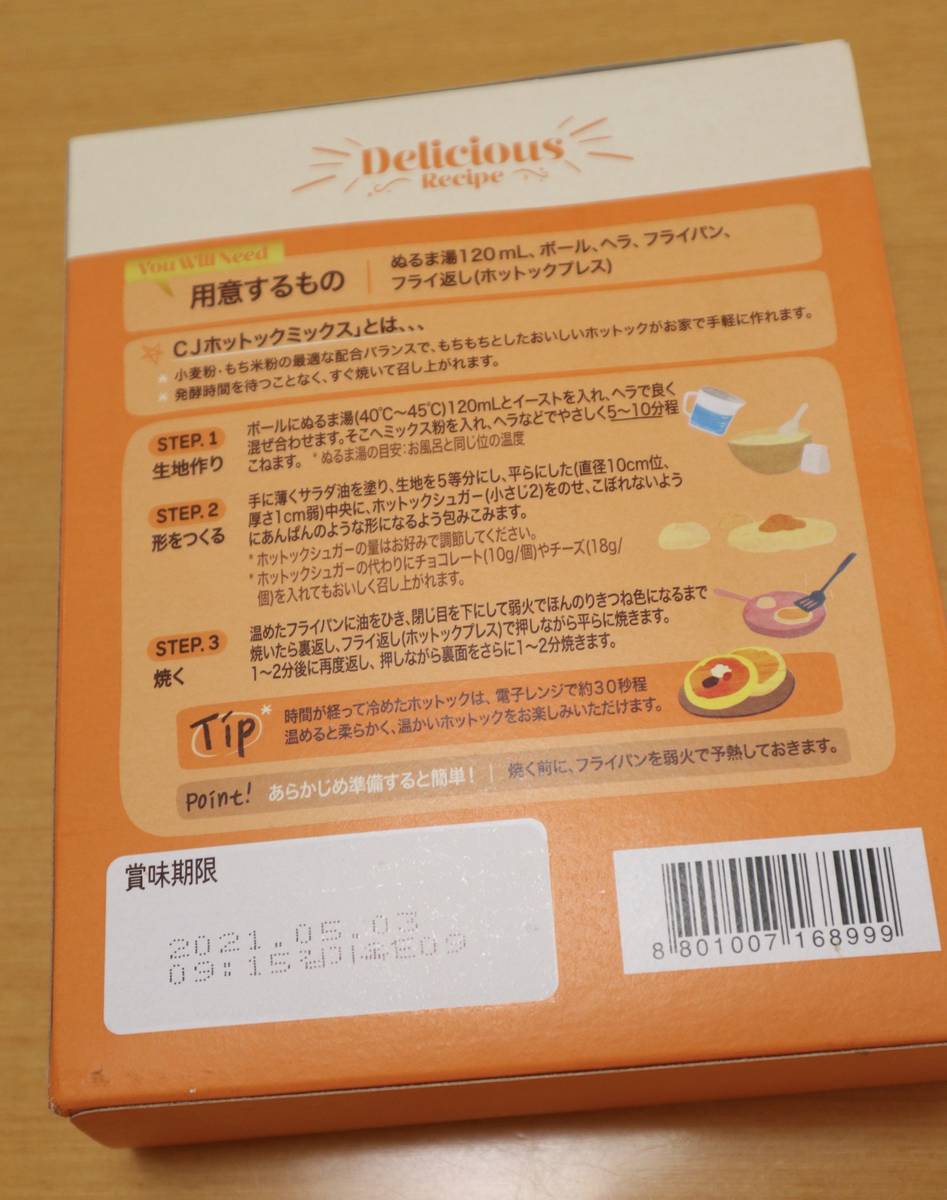 Delicious
Recipe
You Will Need
用意するもの
ぬるま湯120mL、ボール、ヘラ、フライパン、
フライ返し(ホットックプレス)
CJホットックミックス」とは、、、
小麦粉・もち米粉の最適な配合バランスで、もちもちとしたおいしいホットックがお家で手軽に作れます。
発酵時間を待つことなく、すぐ焼いて召し上がれます。
STEP.1
生地作り
ボールにぬるま湯(40℃〜45℃)120mLとイーストを入れ、ヘラで良く
混ぜ合わせます。そこへミックス粉を入れ、ヘラなどでやさしく5〜10分程
こねます。 *ぬるま湯の目安:お風呂と同じ位の温度
STEP.2
形をつくる
手に薄くサラダ油を塗り、生地を5等分にし、平らにした(直径10cm位、
厚さ1cm弱)中央に、ホットックシュガー(小さじ2)をのせ、こぼれないよう
にあんぱんのような形になるよう包みこみます。
*ホットックシュガーの量はお好みで調節してください。
*ホットックシュガーの代わりにチョコレート(10g/個)やチーズ(18g/
個)を入れてもおいしく召し上がれます。
STEP.3
焼く
温めたフライパンに油をひき、閉じ目を下にして弱火でほんのりきつね色になるまで
焼いたら裏返し、フライ返し(ホットックプレス)で押しながら平らに焼きます。
1〜2分後に再度返し、押しながら裏面をさらに1〜2分焼きます。
Tip*
時間が経って冷めたホットックは、電子レンジで約30秒程
温めると柔らかく、温かいホットックをお楽しみいただけます。
Point! あらかじめ準備すると簡単! | 焼く前に、フライパンを弱火で予熱しておきます。
賞味期限
2021.05.03
09:15
8 801007 168999